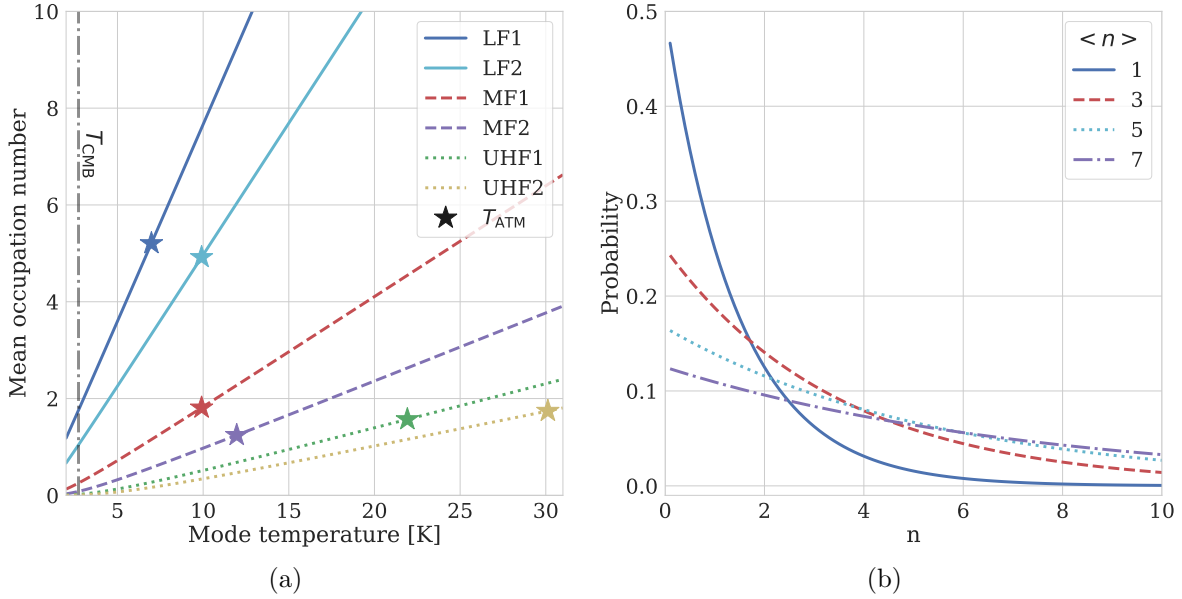 10
8
6
4
2
0
Mean occupation number
T_CMB
LF1
LF2
MF1
MF2
UHF1
UHF2
T_ATM
5
10
15
20
25
30
Mode temperature [K]
(a)
0.5
0.4
0.3
0.2
0.1
0.0
Probability
< n >
1
3
5
7
0
2
4
6
8
10
n
(b)